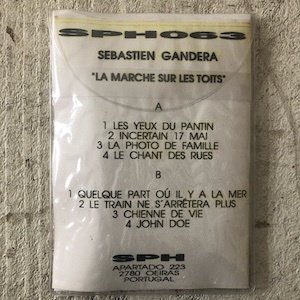 SPH063
SEBASTIEN GANDERA
"LA MARCHE SUR LES TOITS"
A
1 LES YEUX DU PANTIN
2 INCERTAIN 17 MAI
3 LA PHOTO DE FAMILLE
4 LE CHANT DES RUES
B
1 QUELQUE PART OÙ IL Y A LA MER
2 LE TRAIN NE S'ARRÊTERA PLUS
3 CHIENNE DE VIE
4 JOHN DOE
SPH
APARTADO 223
2780 OEIRAS
PORTUGAL